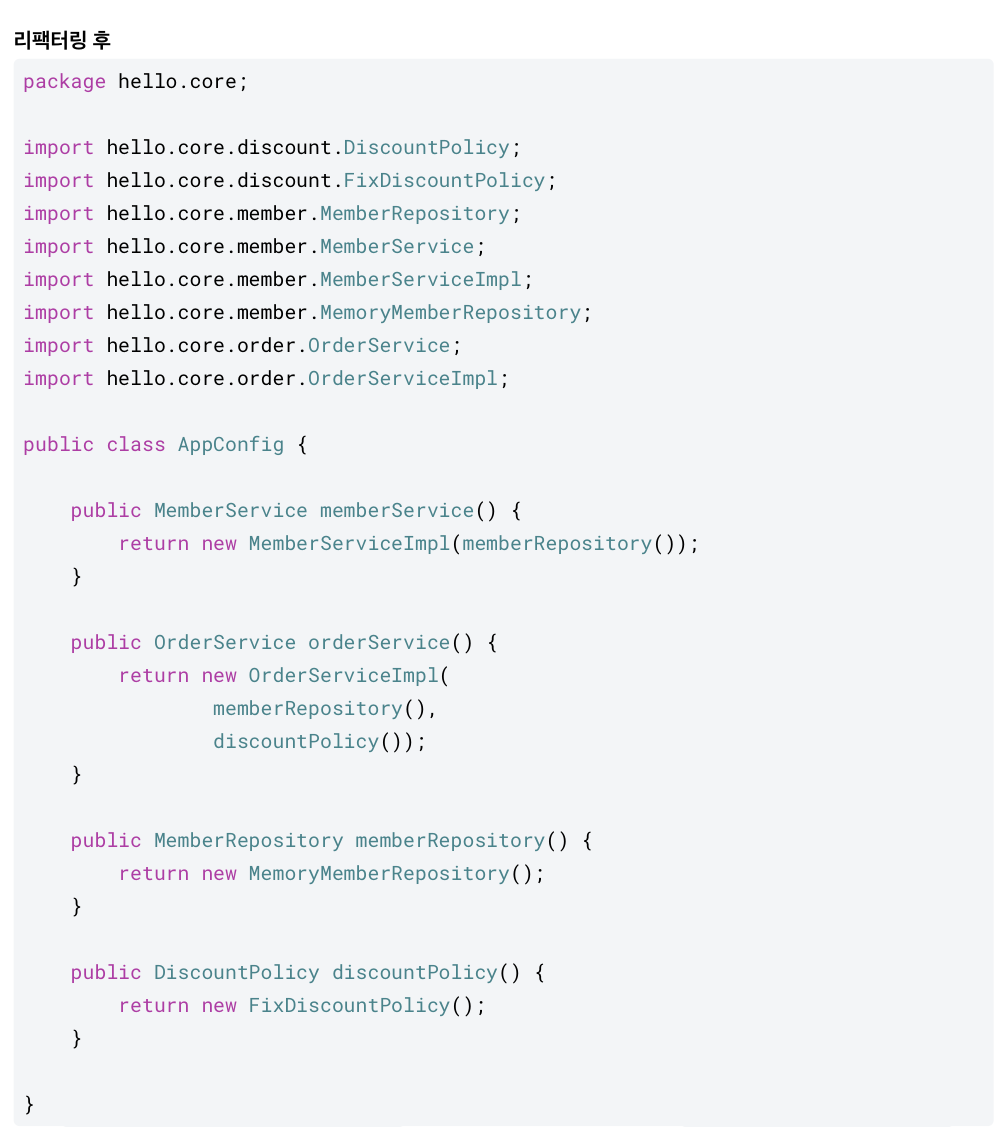 리팩터링 후
package hello.core;
import hello.core.discount.DiscountPolicy;
import hello.core.discount.FixDiscountPolicy;
import hello.core.member.MemberRepository;
import hello.core.member.MemberService;
import hello.core.member.MemberServiceImpl;
import hello.core.member.MemoryMemberRepository;
import hello.core.order.OrderService;
import hello.core.order.OrderServiceImpl;
public class AppConfig {
    public MemberService memberService() {
        return new MemberServiceImpl(memberRepository());
    }
    public OrderService orderService() {
        return new OrderServiceImpl(
                memberRepository(),
                discountPolicy());
    }
    public MemberRepository memberRepository() {
        return new MemoryMemberRepository();
    }
    public DiscountPolicy discountPolicy() {
        return new FixDiscountPolicy();
    }
}